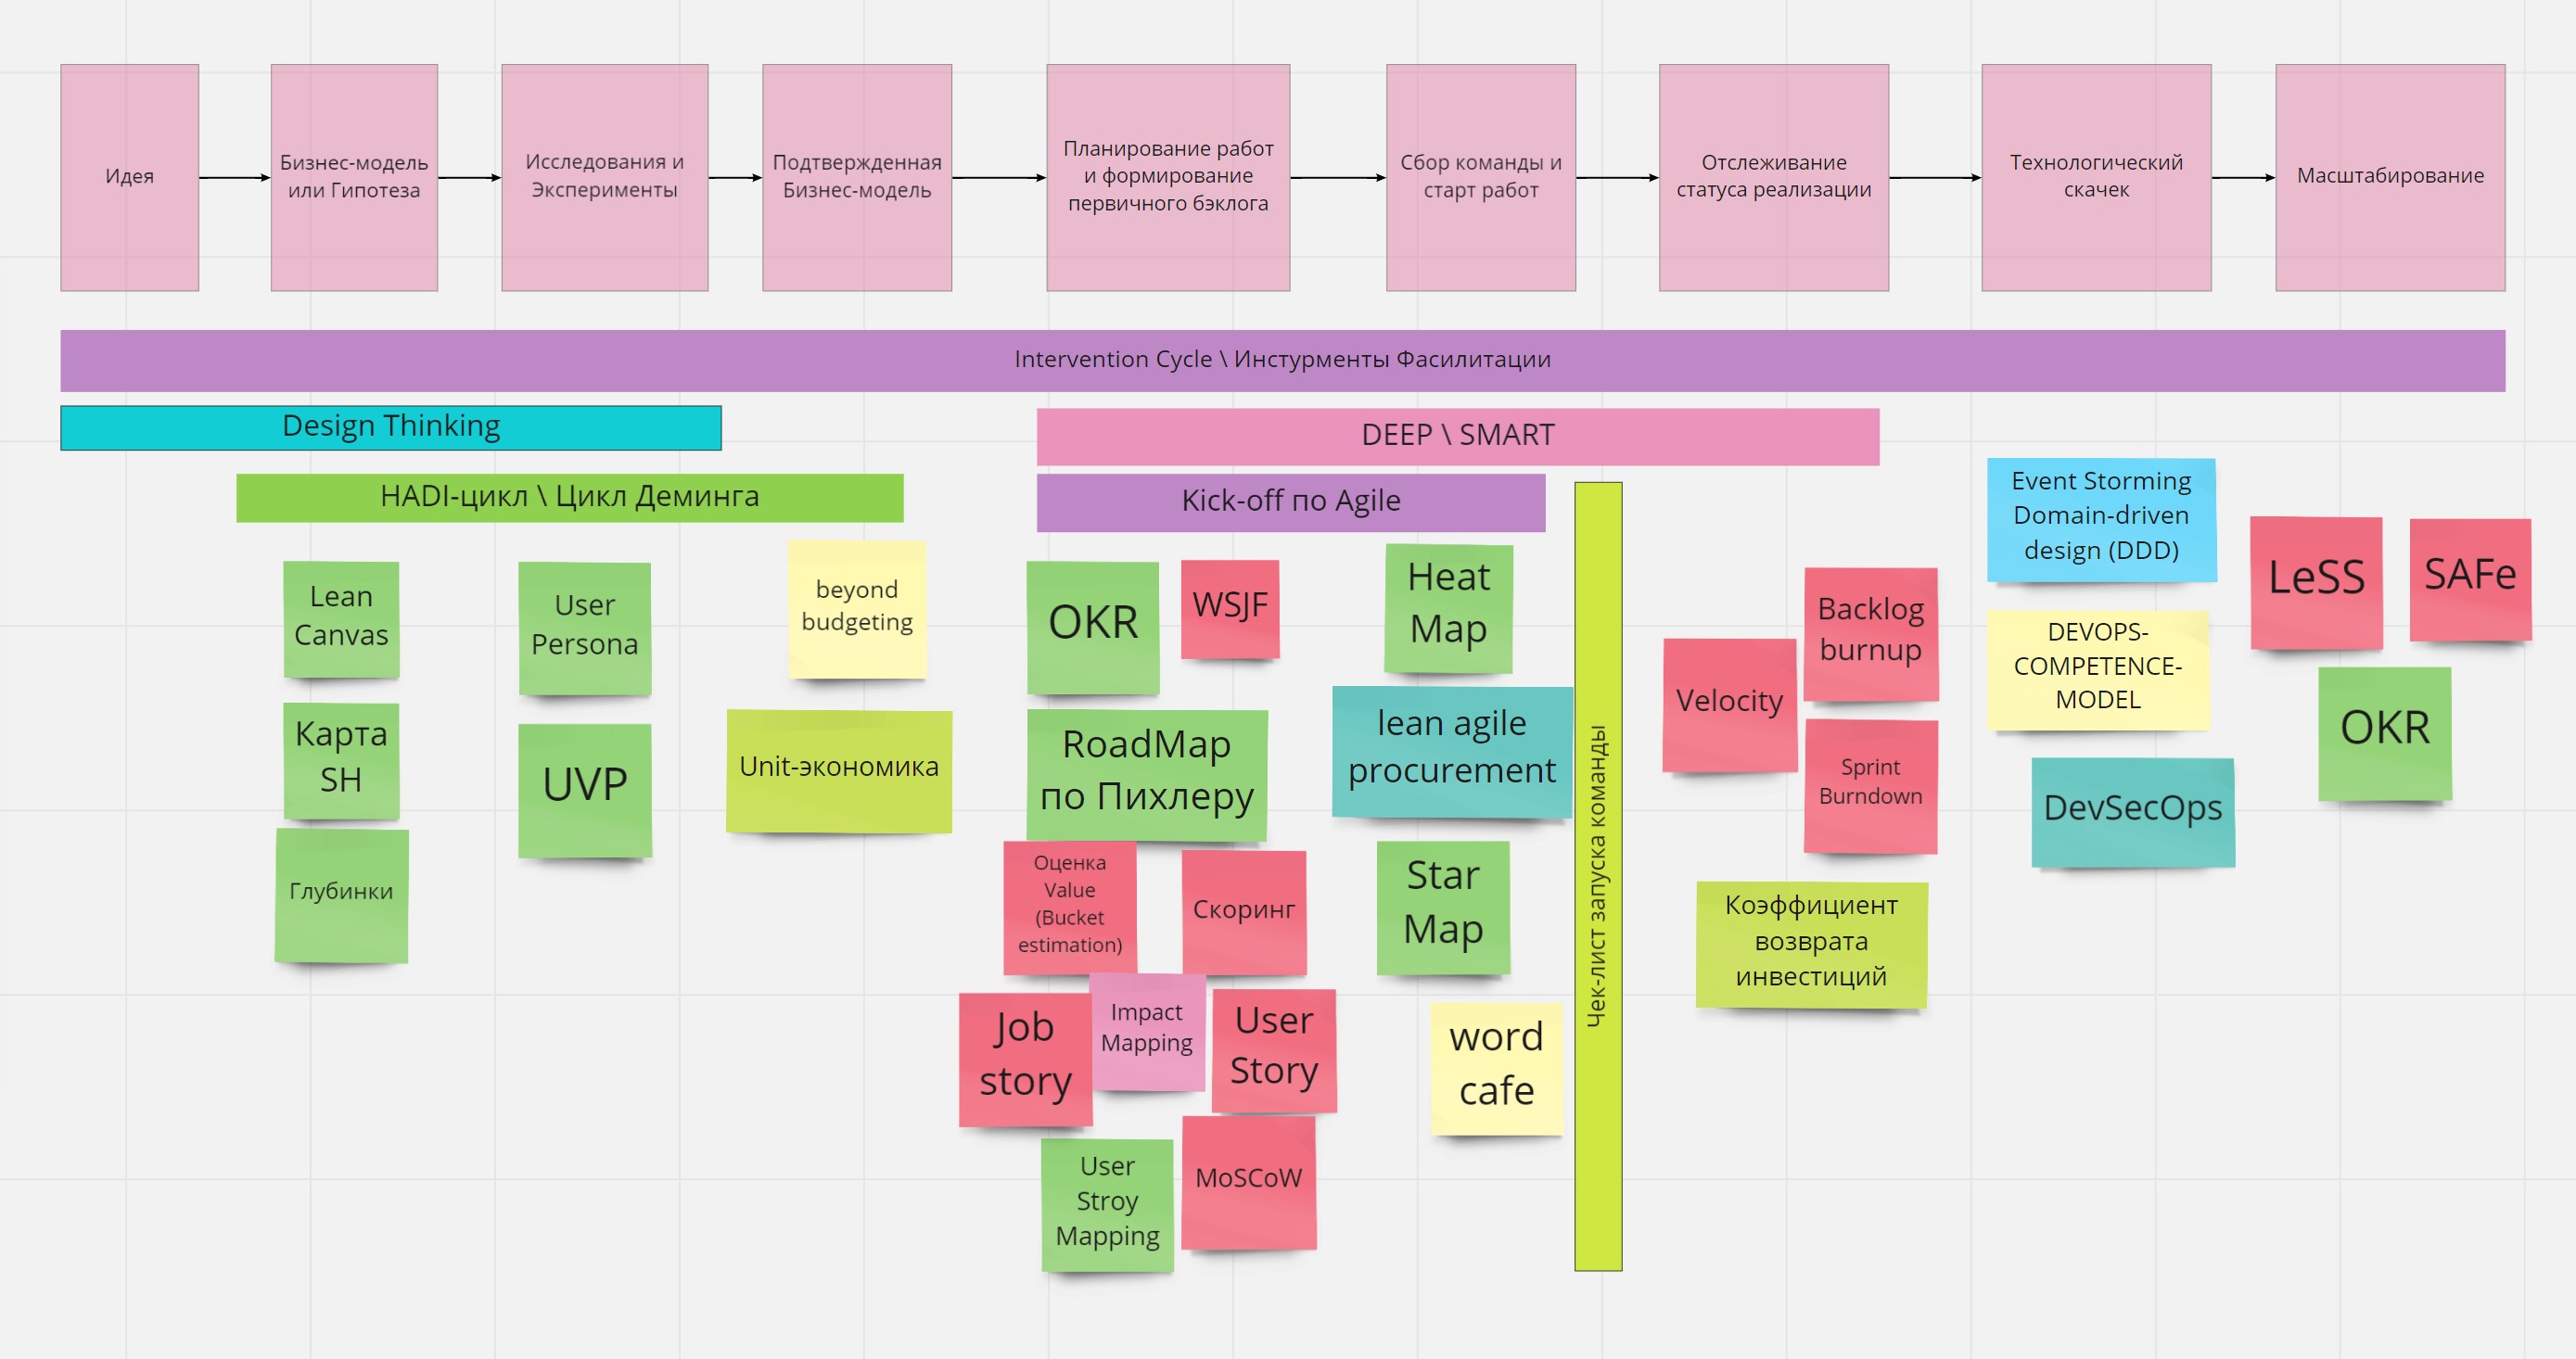 Идея
Бизнес-модель
или Гипотеза
Исследования и
Эксперименты
Подтвержденная
Бизнес-модель
Планирование работ
и формирование
первичного бэклога
Сбор команды и
старт работ
Отслеживание
статуса реализации
Технологический
скачек
Масштабирование
Intervention Cycle \ Инстурменты Фасилитации
Design Thinking
DEEP \ SMART
HADI-цикл \ Цикл Деминга
Kick-off по Agile
Lean
Canvas
Карта
SH
Глубинки
User
Persona
UVP
beyond
budgeting
Unit-экономика
OKR
WSJF
RoadMap
по Пихлеру
Оценка
Value
(Bucket
estimation)
Скоринг
Job
story
Impact
Mapping
User
Story
User
Stroy
Mapping
MoSCoW
Heat
Map
lean agile
procurement
Star
Map
word
cafe
Чек-лист запуска команды
Velocity
Backlog
burnup
Sprint
Burndown
Коэффициент
возврата
инвестиций
Event Storming
Domain-driven
design (DDD)
DEVOPS-
COMPETENCE-
MODEL
DevSecOps
LeSS
SAFe
OKR